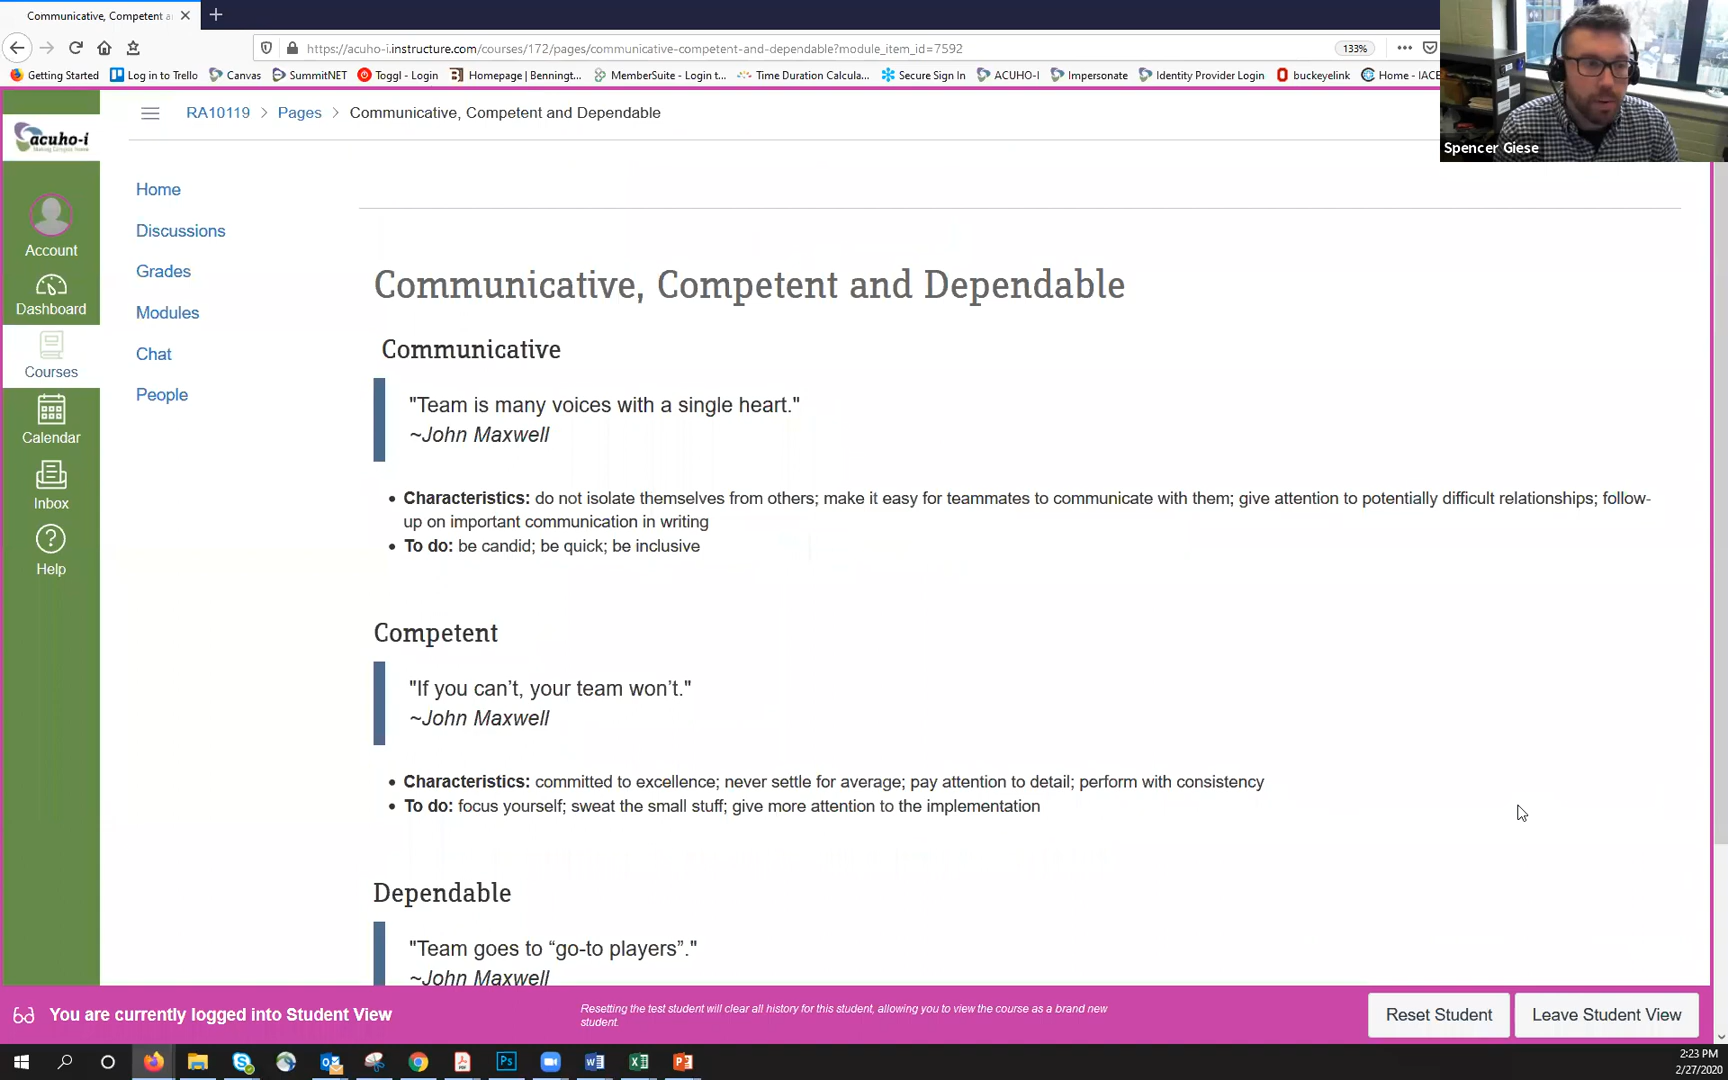 Communicative, Competent a
https://acuho-i.instructure.com/courses/172/pages/communicative-competent-and-dependable?module_item_id=7592
133%
Getting Started
Log in to Trello
Canvas
SummitNET
Toggl - Login
Homepage | Benningt...
MemberSuite - Login t...
Time Duration Calcula...
Secure Sign In
ACUHO-I
Impersonate
Identity Provider Login
buckeyelink
Home - IACE
Spencer Giese
acuho-i
RA10119 > Pages > Communicative, Competent and Dependable
Account
Dashboard
Courses
Calendar
Inbox
Help
Home
Discussions
Grades
Modules
Chat
People
Communicative, Competent and Dependable
Communicative
"Team is many voices with a single heart."
~John Maxwell
• Characteristics: do not isolate themselves from others; make it easy for teammates to communicate with them; give attention to potentially difficult relationships; follow-
up on important communication in writing
• To do: be candid; be quick; be inclusive
Competent
"If you can’t, your team won’t."
~John Maxwell
• Characteristics: committed to excellence; never settle for average; pay attention to detail; perform with consistency
• To do: focus yourself; sweat the small stuff; give more attention to the implementation
Dependable
"Team goes to “go-to players”."
~John Maxwell
You are currently logged into Student View
Resetting the test student will clear all history for this student, allowing you to view the course as a brand new
student.
Reset Student
Leave Student View
Ps
2:23 PM
2/27/2020